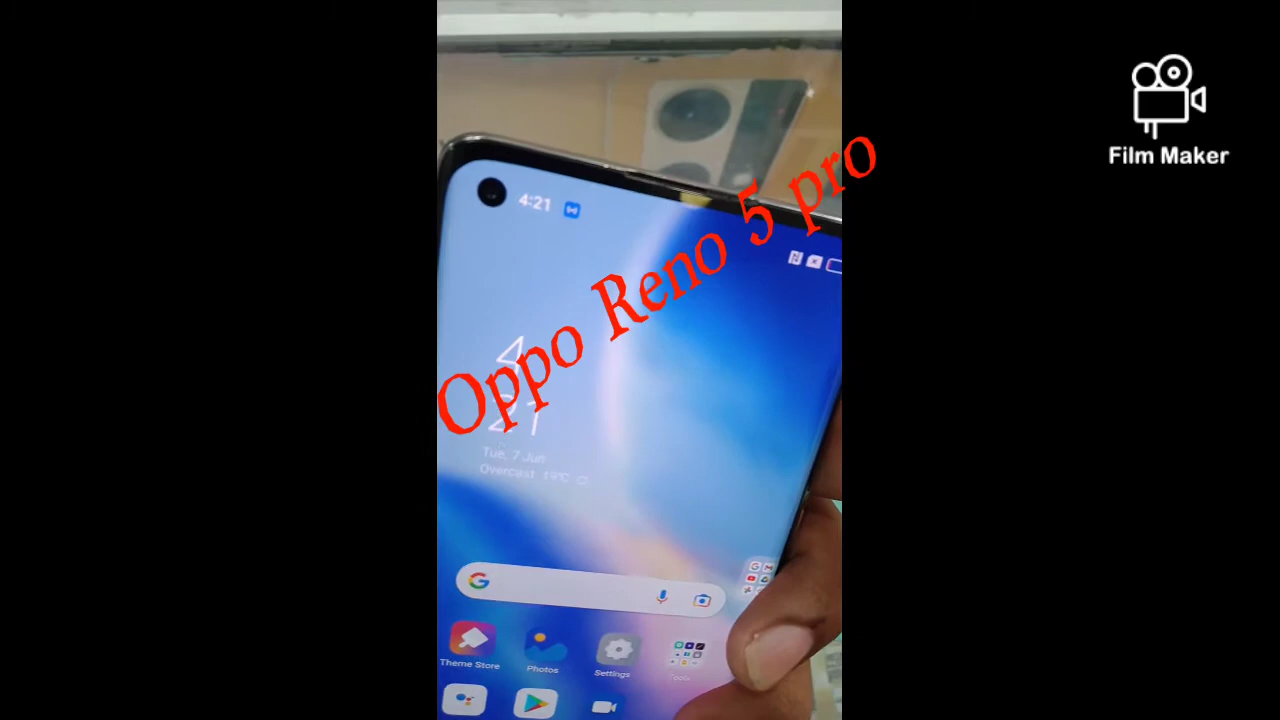 Film Maker
Oppo Reno 5 pro
4:21
4
21
Tue, 7 Jun
Overcast 19°C
Theme Store
Photos
Settings
Tools